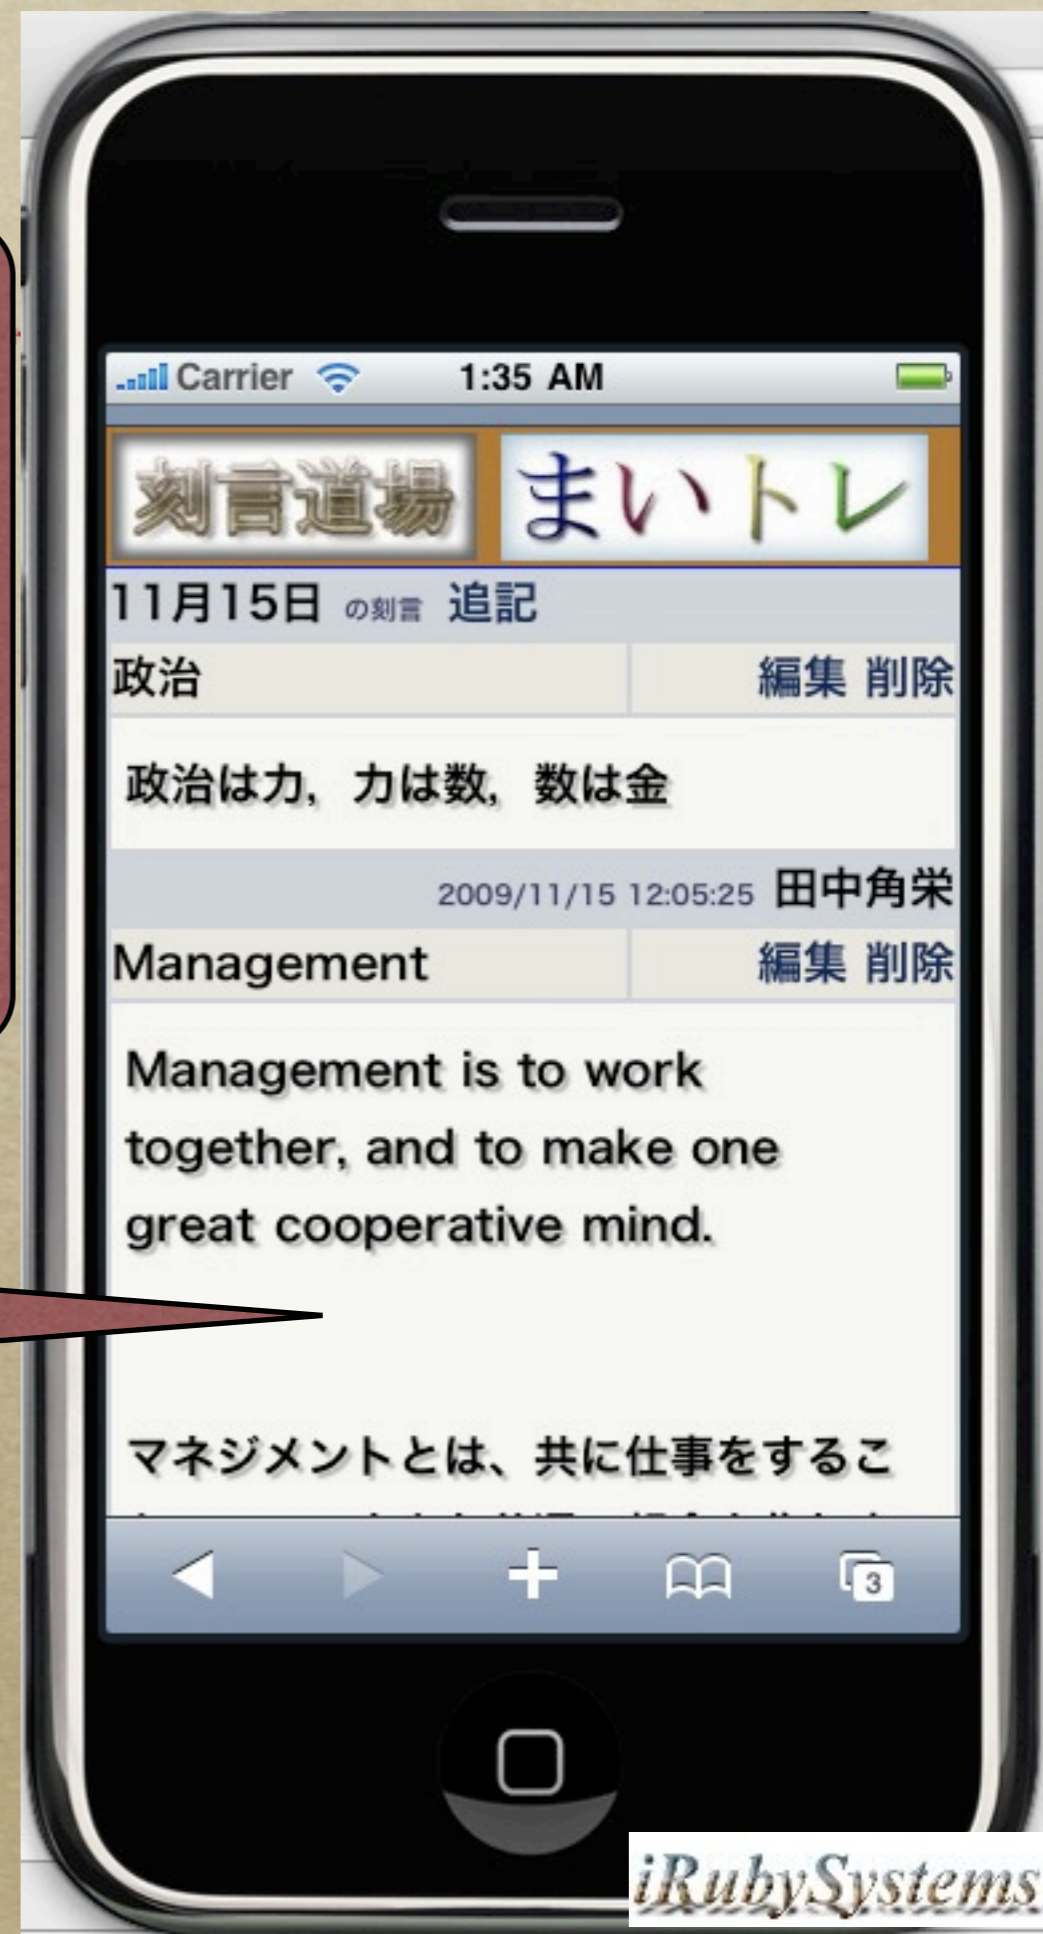 Carrier 1:35 AM
刻言道場 まいトレ
11月15日 の刻言 追記
政治 編集 削除
政治は力，力は数，数は金
2009/11/15 12:05:25 田中角栄
Management 編集 削除
Management is to work
together, and to make one
great cooperative mind.
マネジメントとは、共に仕事をするこ
3
iRubySystems